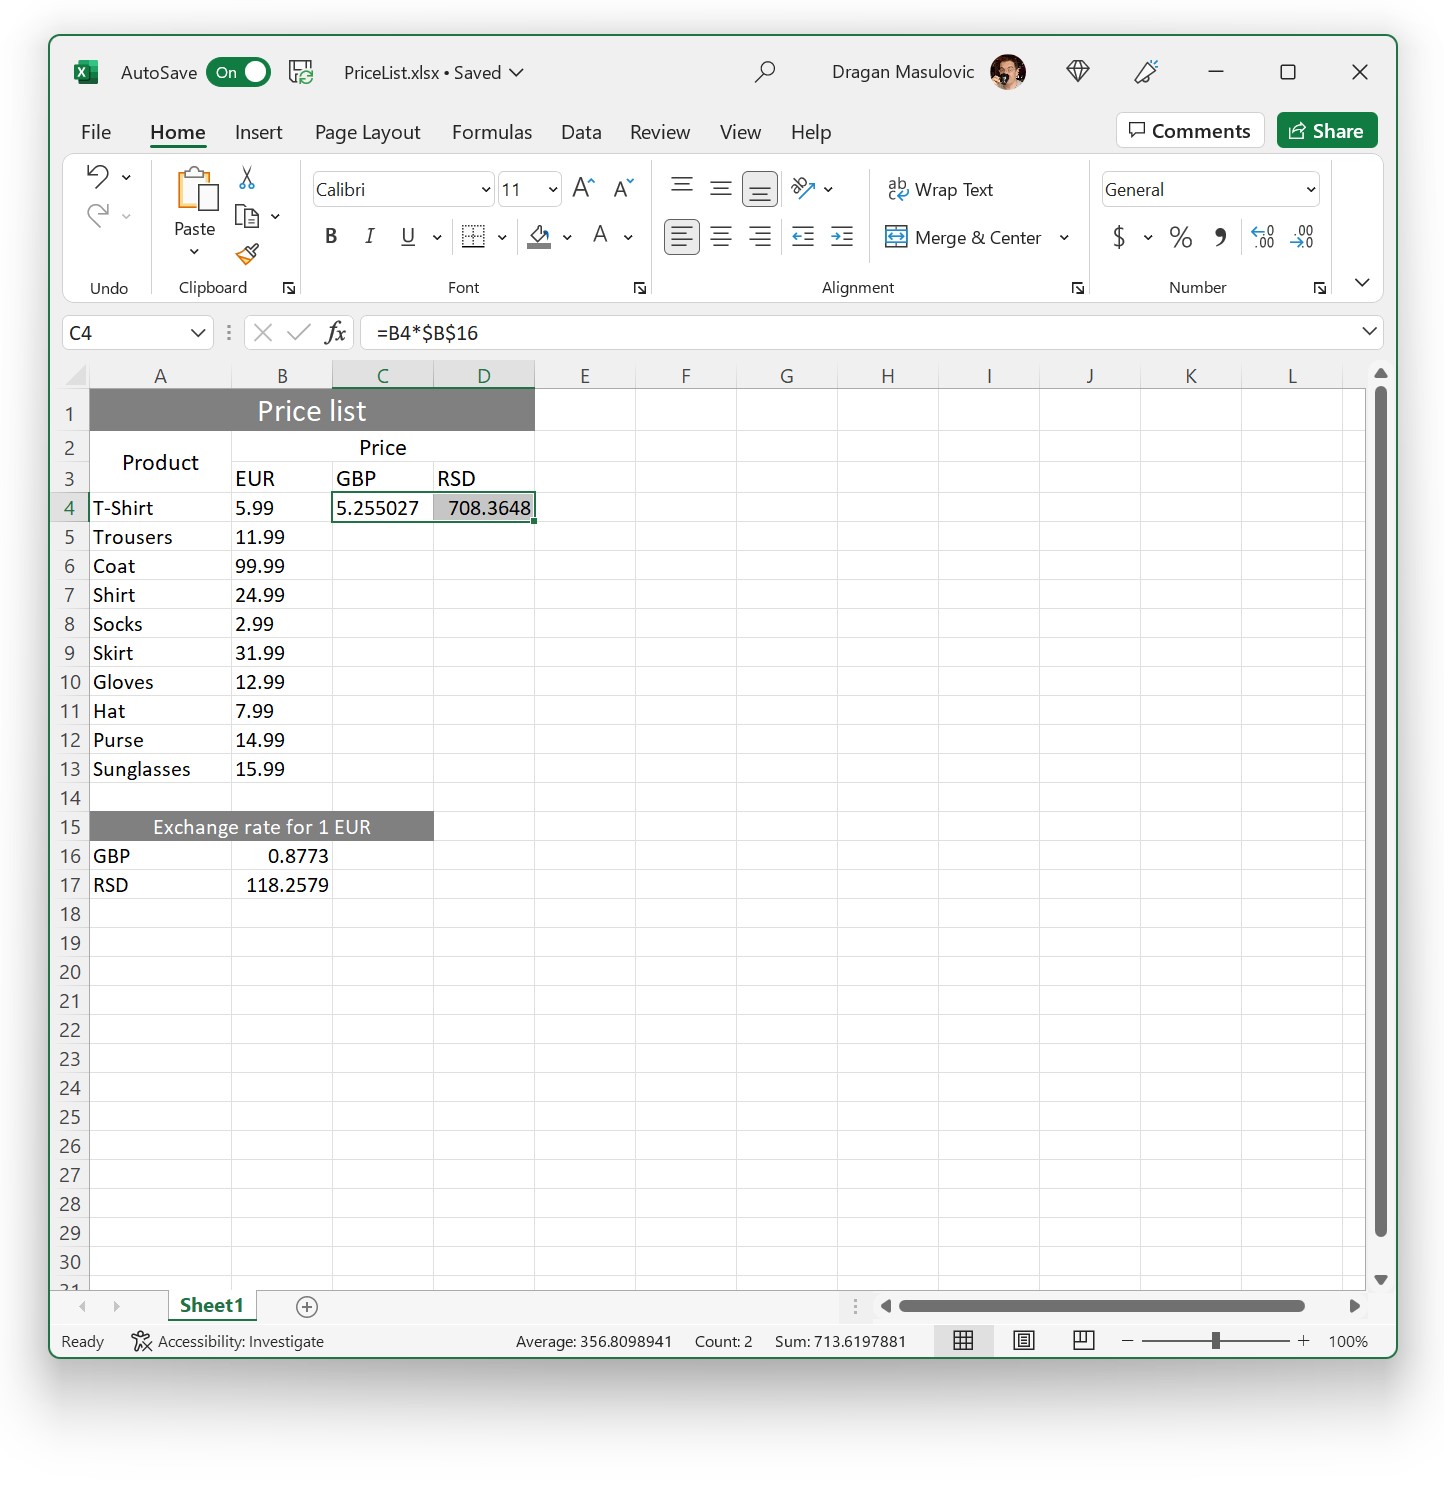 AutoSave On PriceList.xlsx • Saved Dragan Masulovic
File Home Insert Page Layout Formulas Data Review View Help Comments Share
Calibri 11 ab Wrap Text General
Paste B I U A Merge & Center $ % .00 .00
Undo Clipboard Font Alignment Number
C4 fx =B4*$B$16
A B C D E F G H I J K L
1 Price list
2 Product Price
3 EUR GBP RSD
4 T-Shirt 5.99 5.255027 708.3648
5 Trousers 11.99
6 Coat 99.99
7 Shirt 24.99
8 Socks 2.99
9 Skirt 31.99
10 Gloves 12.99
11 Hat 7.99
12 Purse 14.99
13 Sunglasses 15.99
14
15 Exchange rate for 1 EUR
16 GBP 0.8773
17 RSD 118.2579
18
19
20
21
22
23
24
25
26
27
28
29
30
Sheet1
Ready Accessibility: Investigate Average: 356.8098941 Count: 2 Sum: 713.6197881 100%